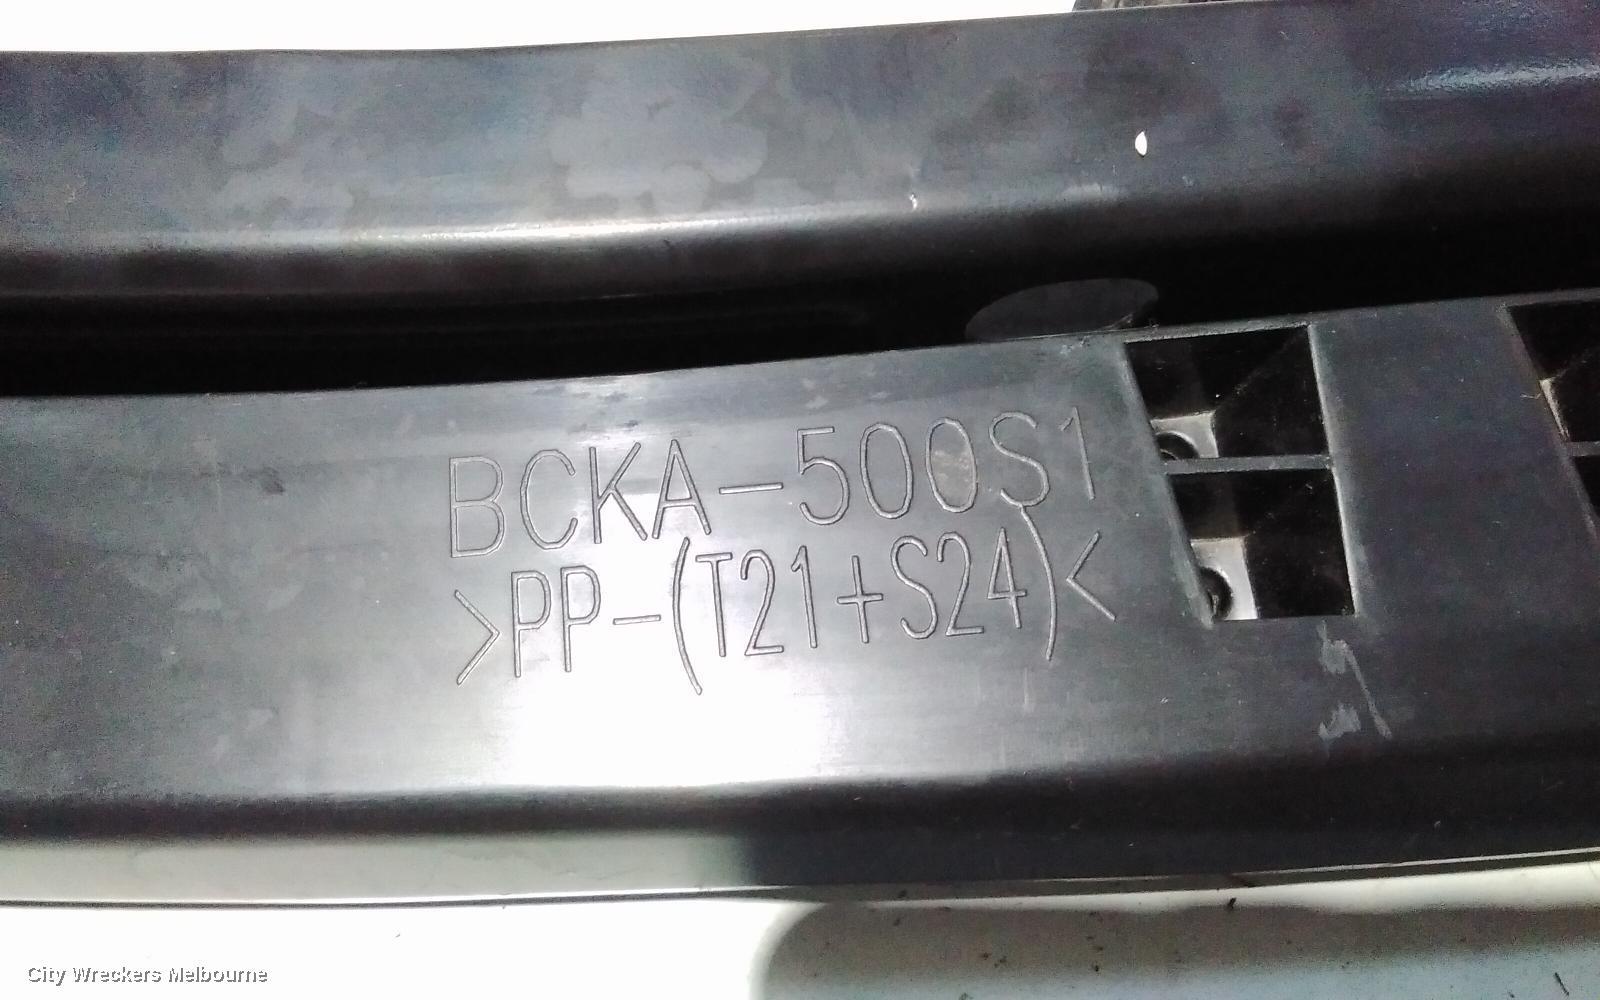 BCKA-500S1
>PP-(T21+S24)<
City Wreckers Melbourne